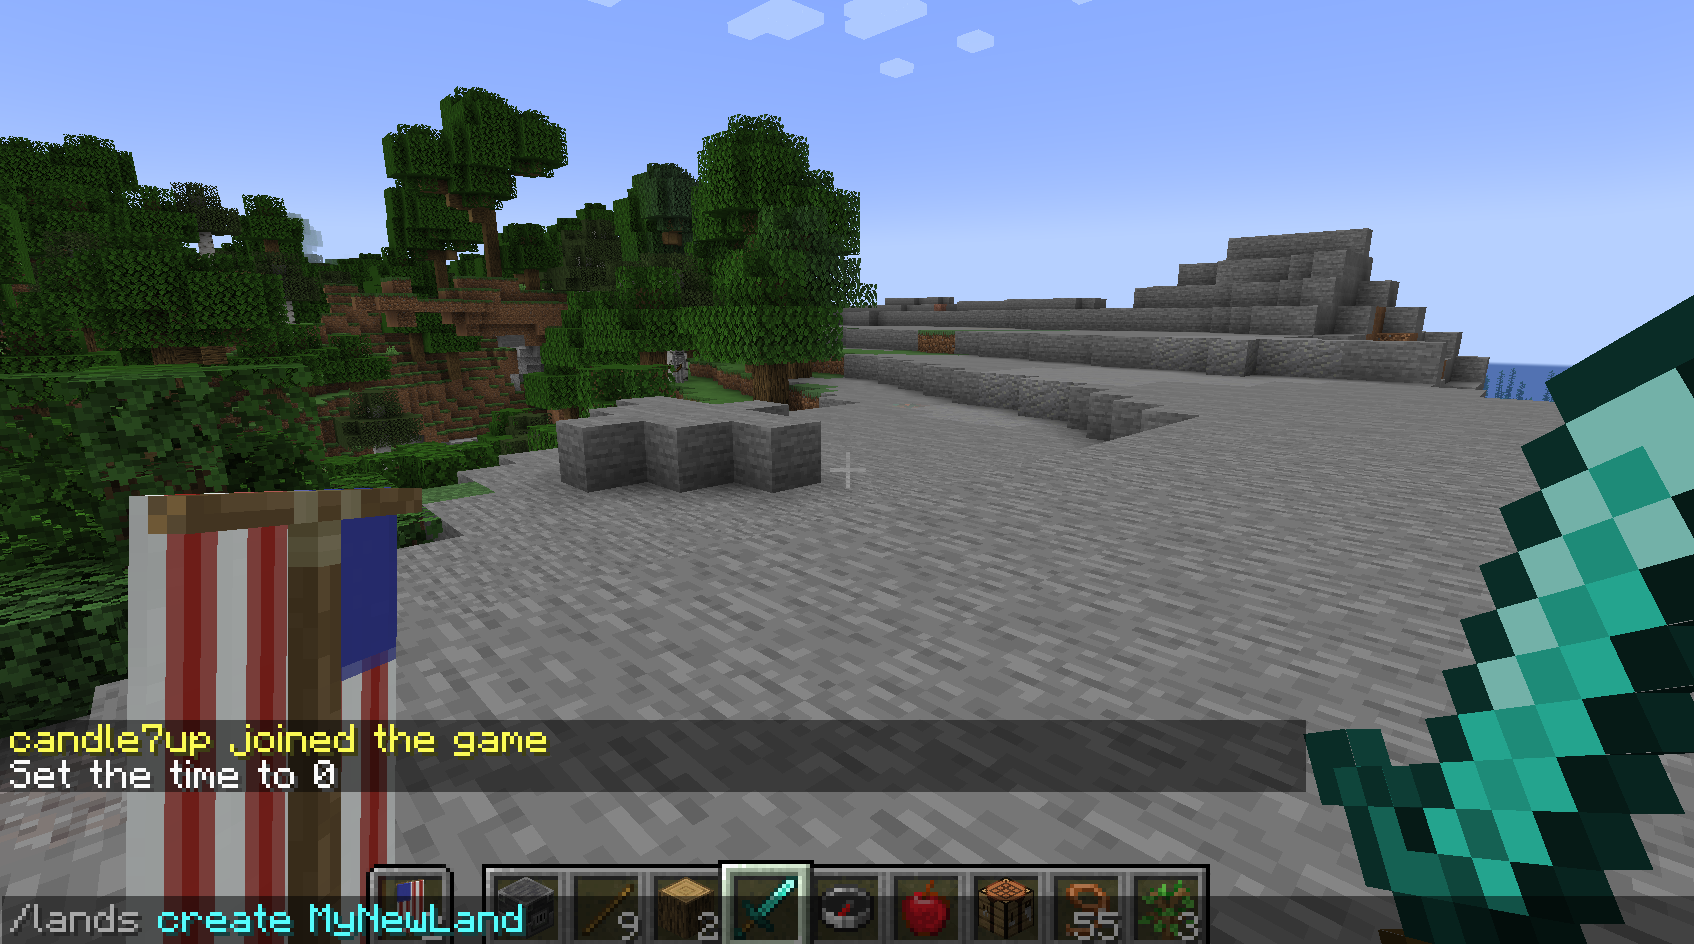 candle7up joined the game
Set the time to 0
9
2
55
3
/lands create MyNewLand